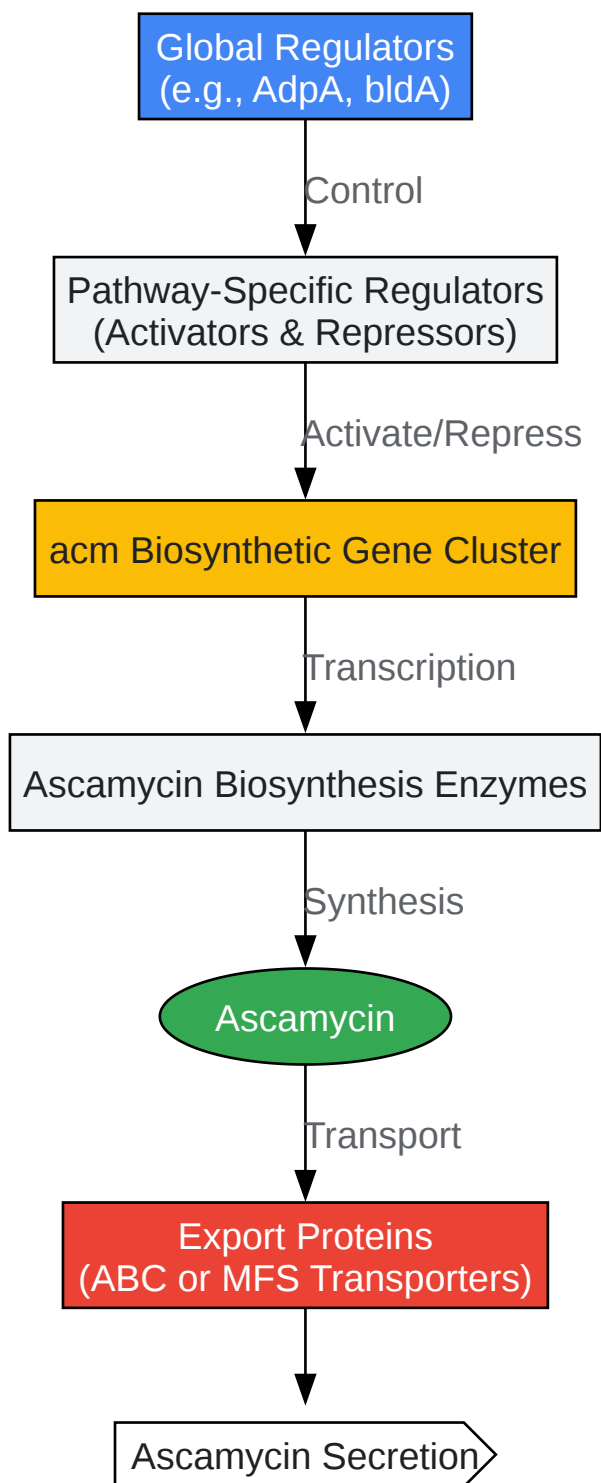 Global Regulators
(e.g., AdpA, bldA)
Control
Pathway-Specific Regulators
(Activators & Repressors)
Activate/Repress
acm Biosynthetic Gene Cluster
Transcription
Ascamycin Biosynthesis Enzymes
Synthesis
Ascamycin
Transport
Export Proteins
(ABC or MFS Transporters)
Ascamycin Secretion